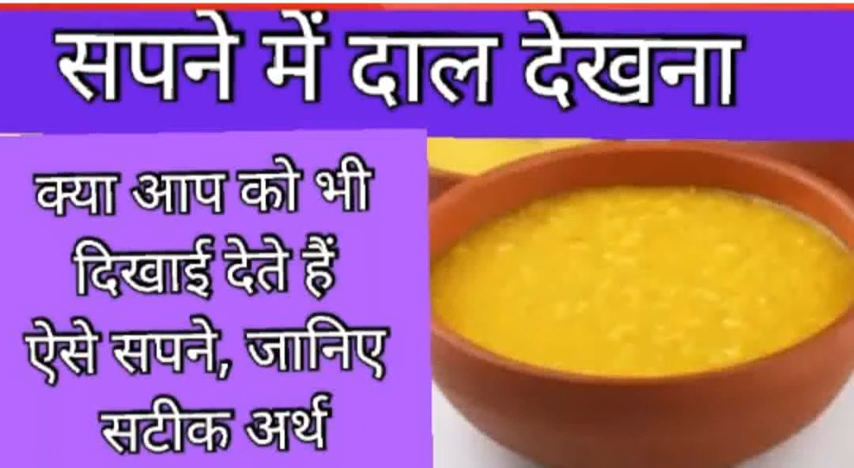 सपने में दाल देखना
क्या आप को भी
दिखाई देते हैं
ऐसे सपने, जानिए
सटीक अर्थ